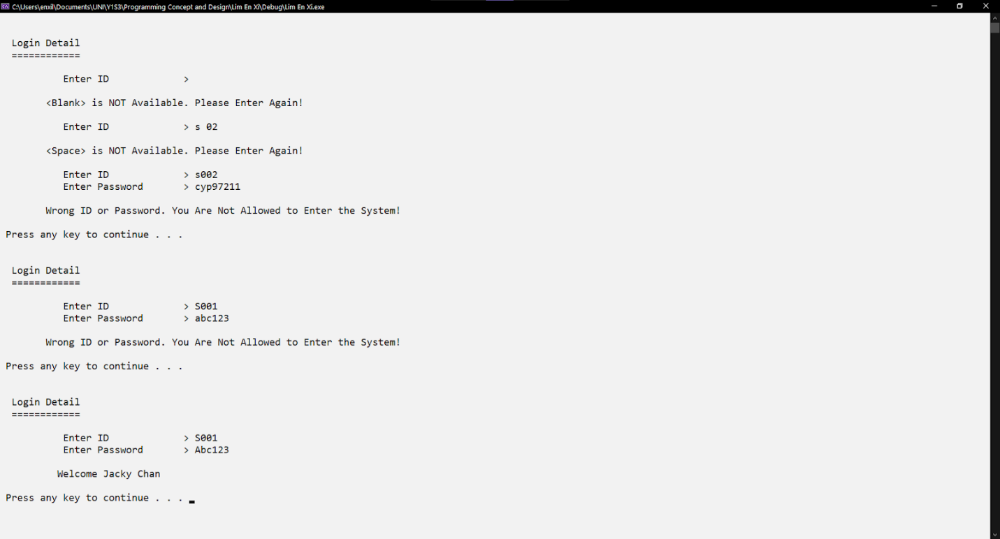 C:\Users\enxil\Documents\UNI\Y1S3\Programming Concept and Design\Lim En Xi\Debug\Lim En Xi.exe
Login Detail
============
Enter ID >
<Blank> is NOT Available. Please Enter Again!
Enter ID > s 02
<Space> is NOT Available. Please Enter Again!
Enter ID > s002
Enter Password > cyp97211
Wrong ID or Password. You Are Not Allowed to Enter the System!
Press any key to continue . . .
Login Detail
============
Enter ID > S001
Enter Password > abc123
Wrong ID or Password. You Are Not Allowed to Enter the System!
Press any key to continue . . .
Login Detail
============
Enter ID > S001
Enter Password > Abc123
Welcome Jacky Chan
Press any key to continue . . .